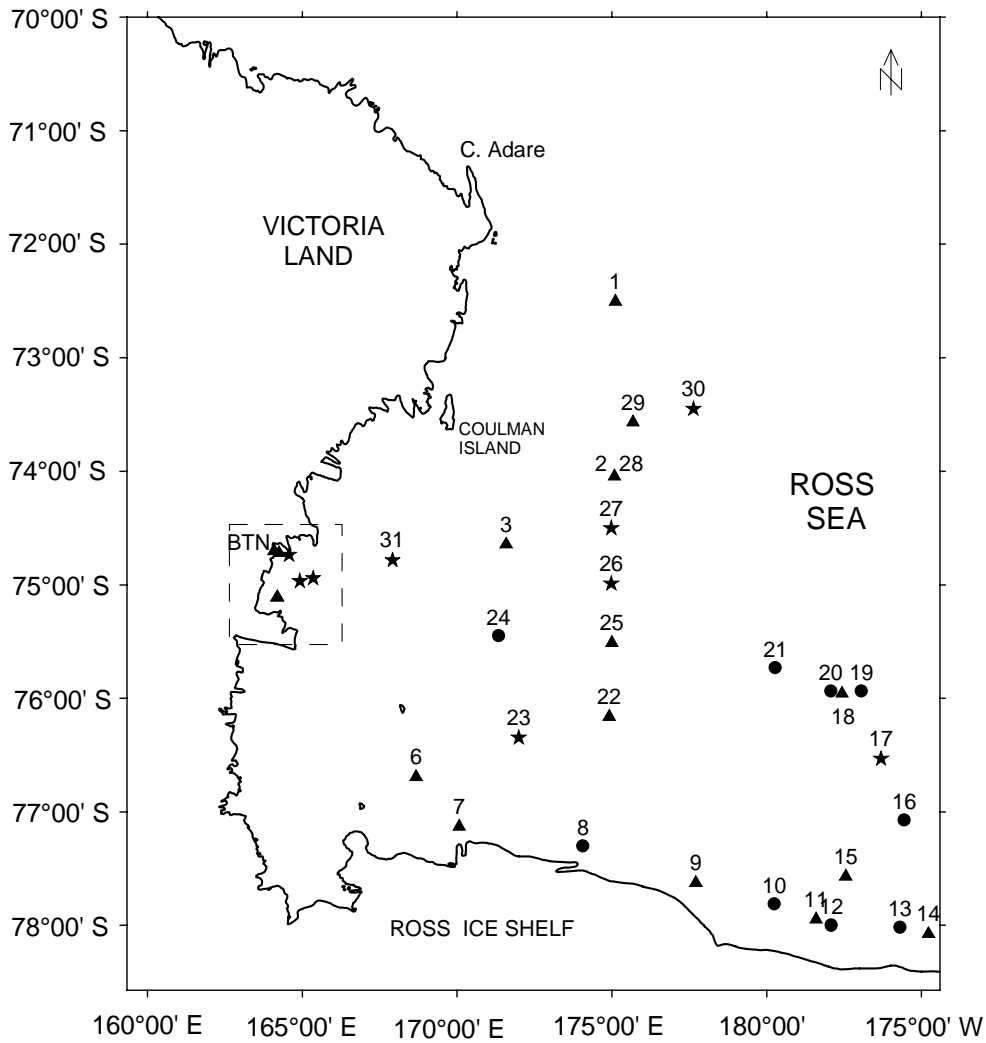 70°00' S
N
71°00' S
C. Adare
VICTORIA
LAND
72°00' S
1
73°00' S
30
29
COULMAN
ISLAND
74°00' S
2 28
ROSS
SEA
27
3
31
BTN
26
75°00' S
24
25
21
20 19
76°00' S
22
18
23
17
6
77°00' S
7
16
8
15
9
10
11 12
13 14
78°00' S
ROSS ICE SHELF
160°00' E 165°00' E 170°00' E 175°00' E 180°00' 175°00' W